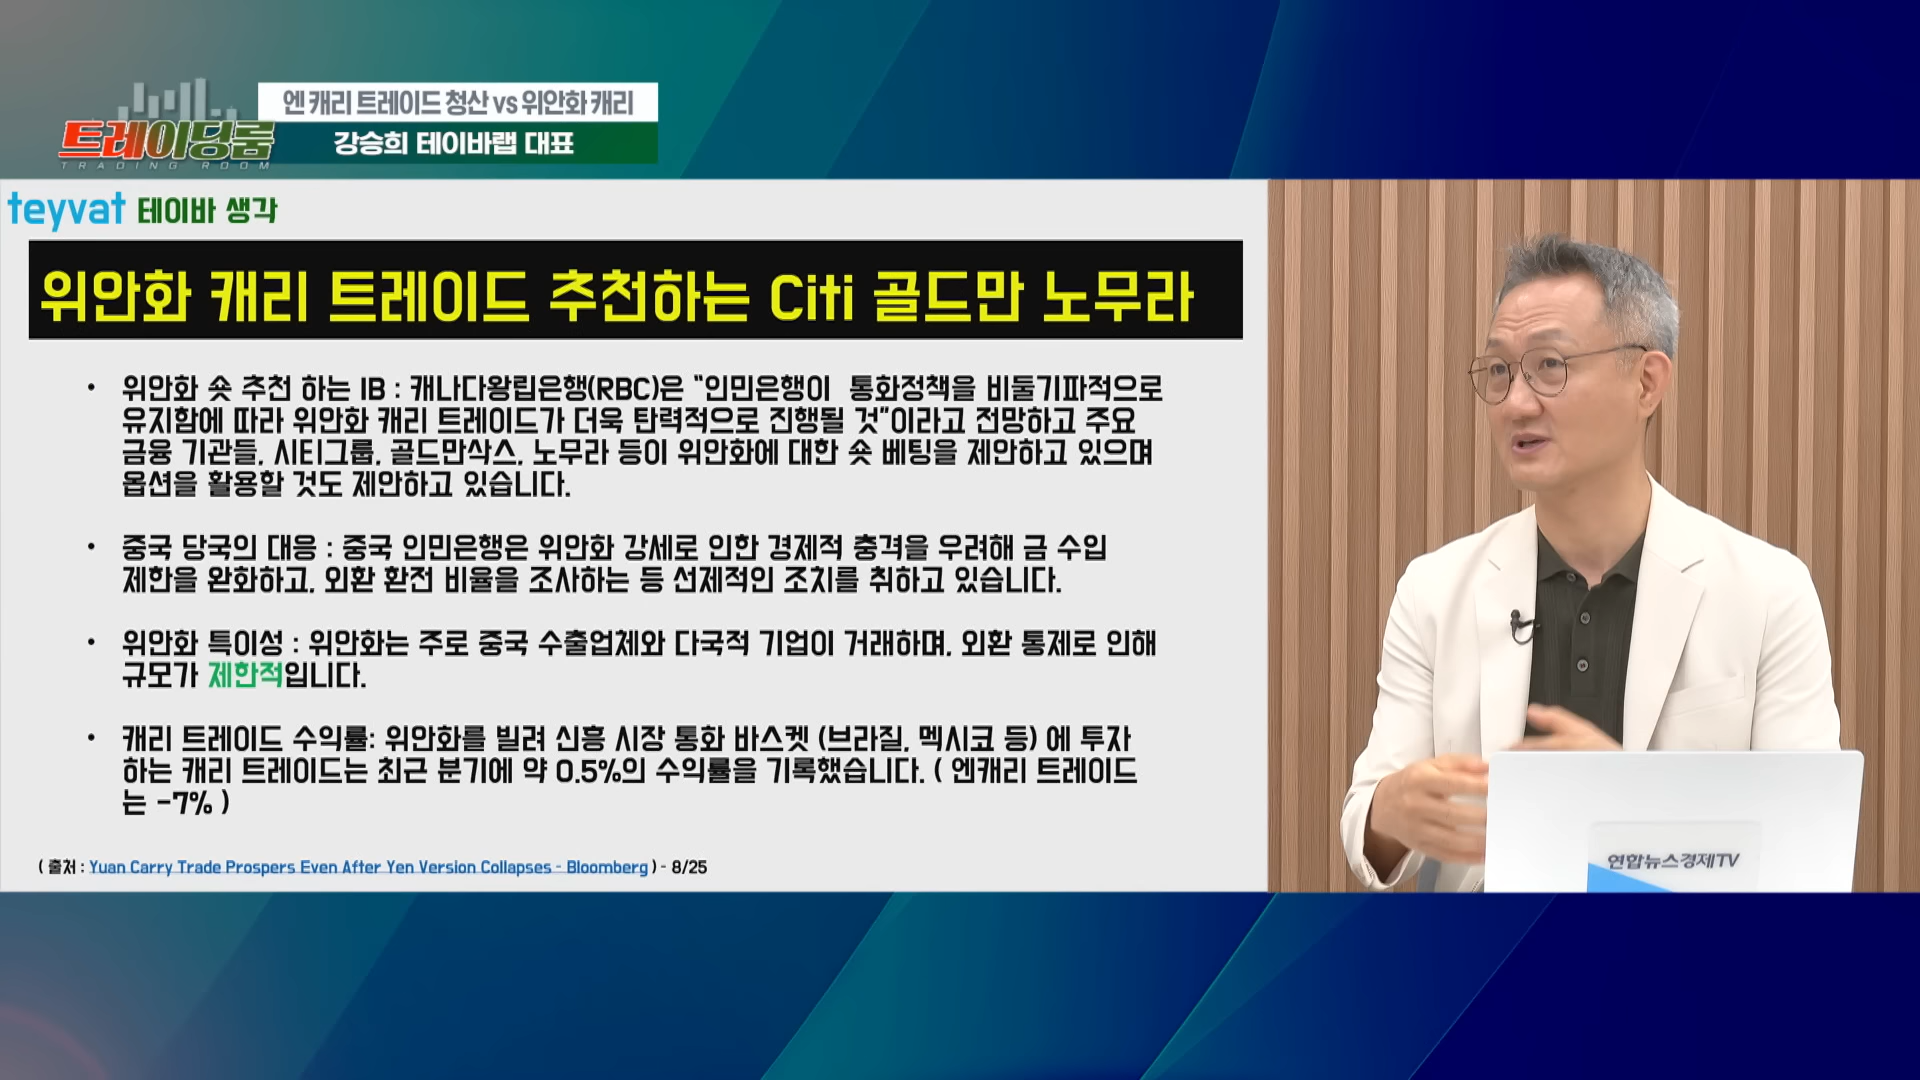 엔 캐리 트레이드 청산 vs 위안화 캐리
트레이딩룸
TRADING ROOM
강승희 테이바랩 대표
teyvat 테이바 생각
위안화 캐리 트레이드 추천하는 Citi 골드만 노무라
• 위안화 숏 추천 하는 IB : 캐나다왕립은행(RBC)은 "인민은행이 통화정책을 비둘기파적으로
유지함에 따라 위안화 캐리 트레이드가 더욱 탄력적으로 진행될 것"이라고 전망하고 주요
금융 기관들, 시티그룹, 골드만삭스, 노무라 등이 위안화에 대한 숏 베팅을 제안하고 있으며
옵션을 활용할 것도 제안하고 있습니다.
• 중국 당국의 대응 : 중국 인민은행은 위안화 강세로 인한 경제적 충격을 우려해 금 수입
제한을 완화하고, 외환 환전 비율을 조사하는 등 선제적인 조치를 취하고 있습니다.
• 위안화 특이성 : 위안화는 주로 중국 수출업체와 다국적 기업이 거래하며, 외환 통제로 인해
규모가 제한적입니다.
• 캐리 트레이드 수익률: 위안화를 빌려 신흥 시장 통화 바스켓 (브라질, 멕시코 등) 에 투자
하는 캐리 트레이드는 최근 분기에 약 0.5%의 수익률을 기록했습니다. ( 엔캐리 트레이드
는 -7% )
( 출처 : Yuan Carry Trade Prospers Even After Yen Version Collapses - Bloomberg ) - 8/25
연합뉴스경제TV